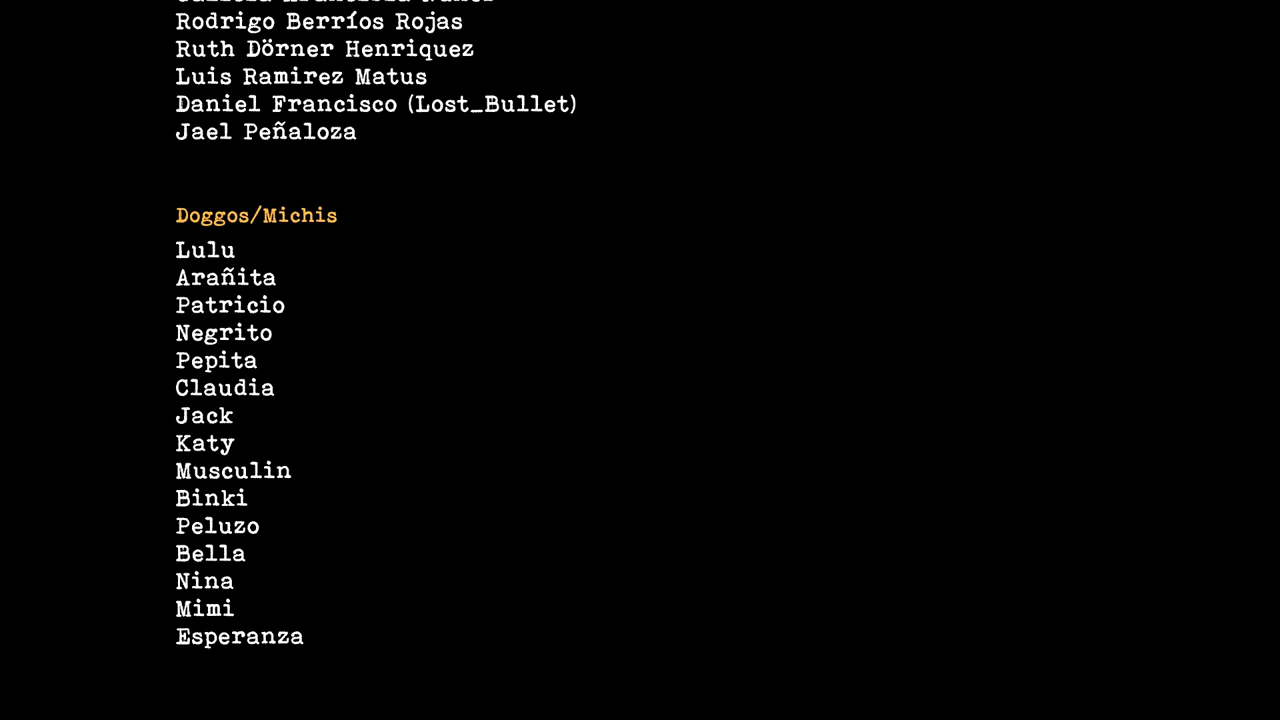 Rodrigo Berríos Rojas
Ruth Dörner Henriquez
Luis Ramirez Matus
Daniel Francisco (Lost_Bullet)
Jael Peñaloza
Doggos/Michis
Lulu
Arañita
Patricio
Negrito
Pepita
Claudia
Jack
Katy
Musculin
Binki
Peluzo
Bella
Nina
Mimi
Esperanza